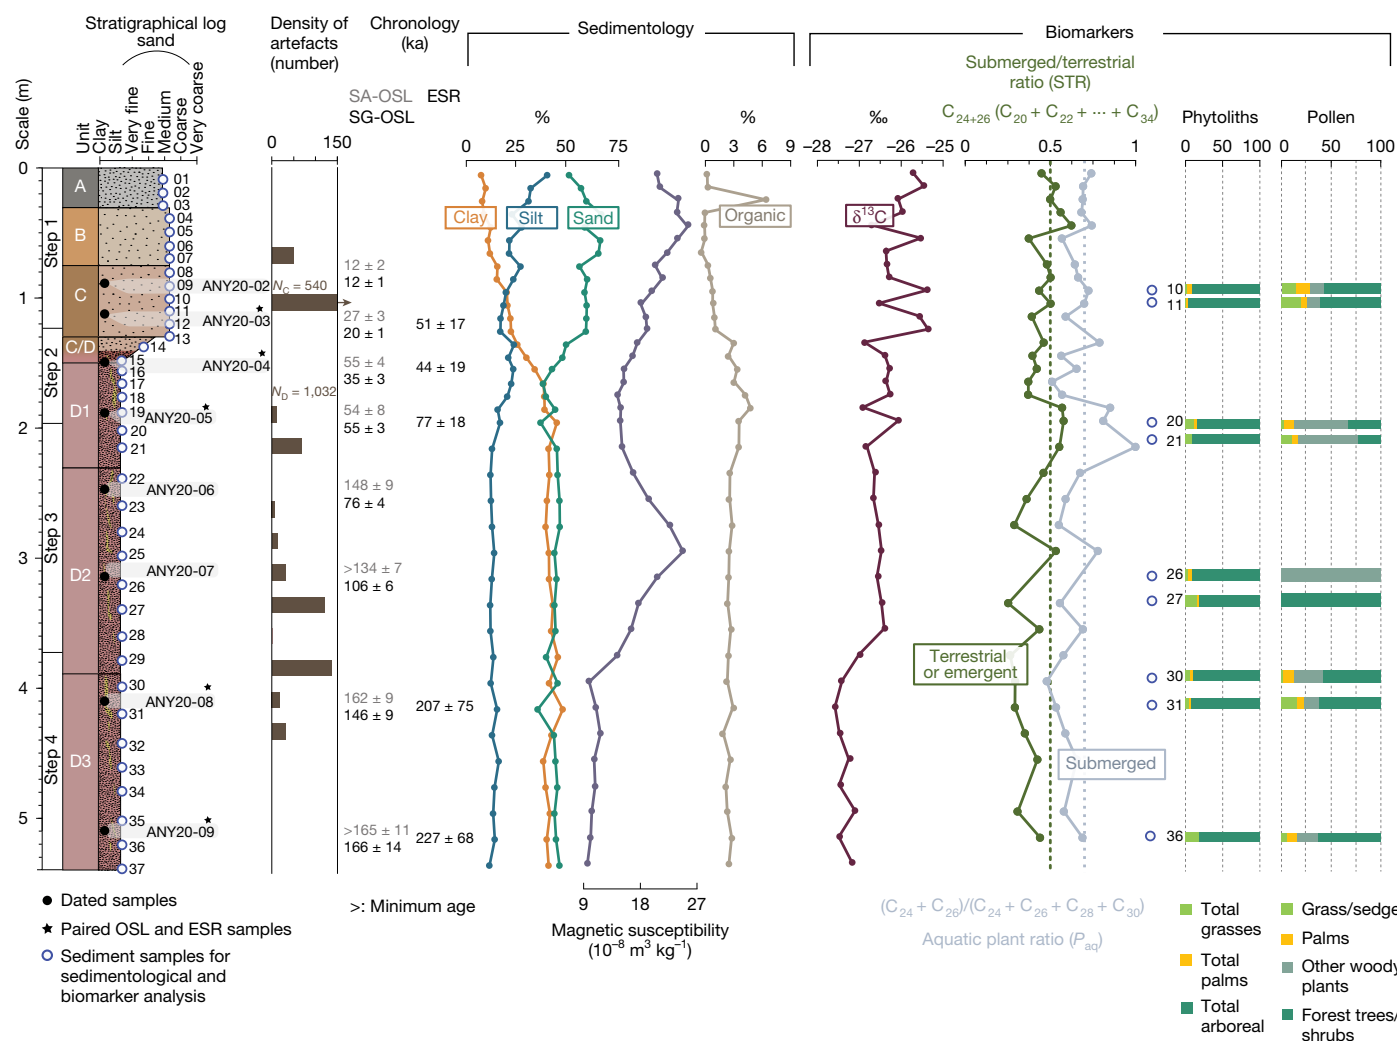 Stratigraphical log
sand
Density of
artefacts
(number)
Chronology
(ka)
Sedimentology
Biomarkers
Submerged/terrestrial
ratio (STR)
C24+26 (C20 + C22 + ··· + C34)
Scale (m)
Unit
Clay
Silt
Very fine
Fine
Medium
Coarse
Very coarse
SA-OSL ESR
SG-OSL
% % ‰
Phytoliths Pollen
0 150
0 25 50 75
0 3 6 9
–28 –27 –26 –25
0 0.5 1
0 50 100
0 50 100
0
1
2
3
4
5
Step 1
Step 2
Step 3
Step 4
A
B
C
C/D
D1
D2
D3
01
02
03
04
05
06
07
08
09
10
11
12
13
14
15
16
17
18
19
20
21
22
23
24
25
26
27
28
29
30
31
32
33
34
35
36
37
ANY20-02
ANY20-03
ANY20-04
ANY20-05
ANY20-06
ANY20-07
ANY20-08
ANY20-09
NC = 540
ND = 1,032
12 ± 2
12 ± 1
27 ± 3
20 ± 1
51 ± 17
55 ± 4
35 ± 3
44 ± 19
54 ± 8
55 ± 3
77 ± 18
148 ± 9
76 ± 4
>134 ± 7
106 ± 6
162 ± 9
146 ± 9
207 ± 75
>165 ± 11
166 ± 14
227 ± 68
Clay
Silt
Sand
Organic
δ13C
Terrestrial
or emergent
Submerged
10
11
20
21
26
27
30
31
36
Dated samples
Paired OSL and ESR samples
Sediment samples for
sedimentological and
biomarker analysis
>: Minimum age
9 18 27
Magnetic susceptibility
(10–8 m3 kg–1)
(C24 + C26)/(C24 + C26 + C28 + C30)
Aquatic plant ratio (Paq)
Total
grasses
Total
palms
Total
arboreal
Grass/sedge
Palms
Other woody
plants
Forest trees/
shrubs